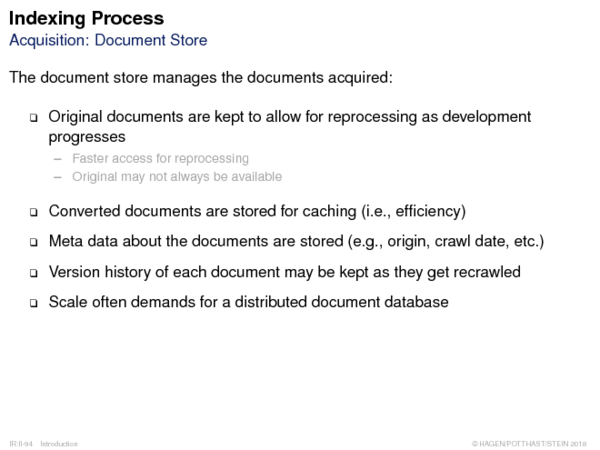 Indexing Process
Acquisition: Document Store
The document store manages the documents acquired:
❑ Original documents are kept to allow for reprocessing as development
progresses
– Faster access for reprocessing
– Original may not always be available
❑ Converted documents are stored for caching (i.e., efficiency)
❑ Meta data about the documents are stored (e.g., origin, crawl date, etc.)
❑ Version history of each document may be kept as they get recrawled
❑ Scale often demands for a distributed document database
IR:II-94 Introduction
© HAGEN/POTTHAST/STEIN 2018